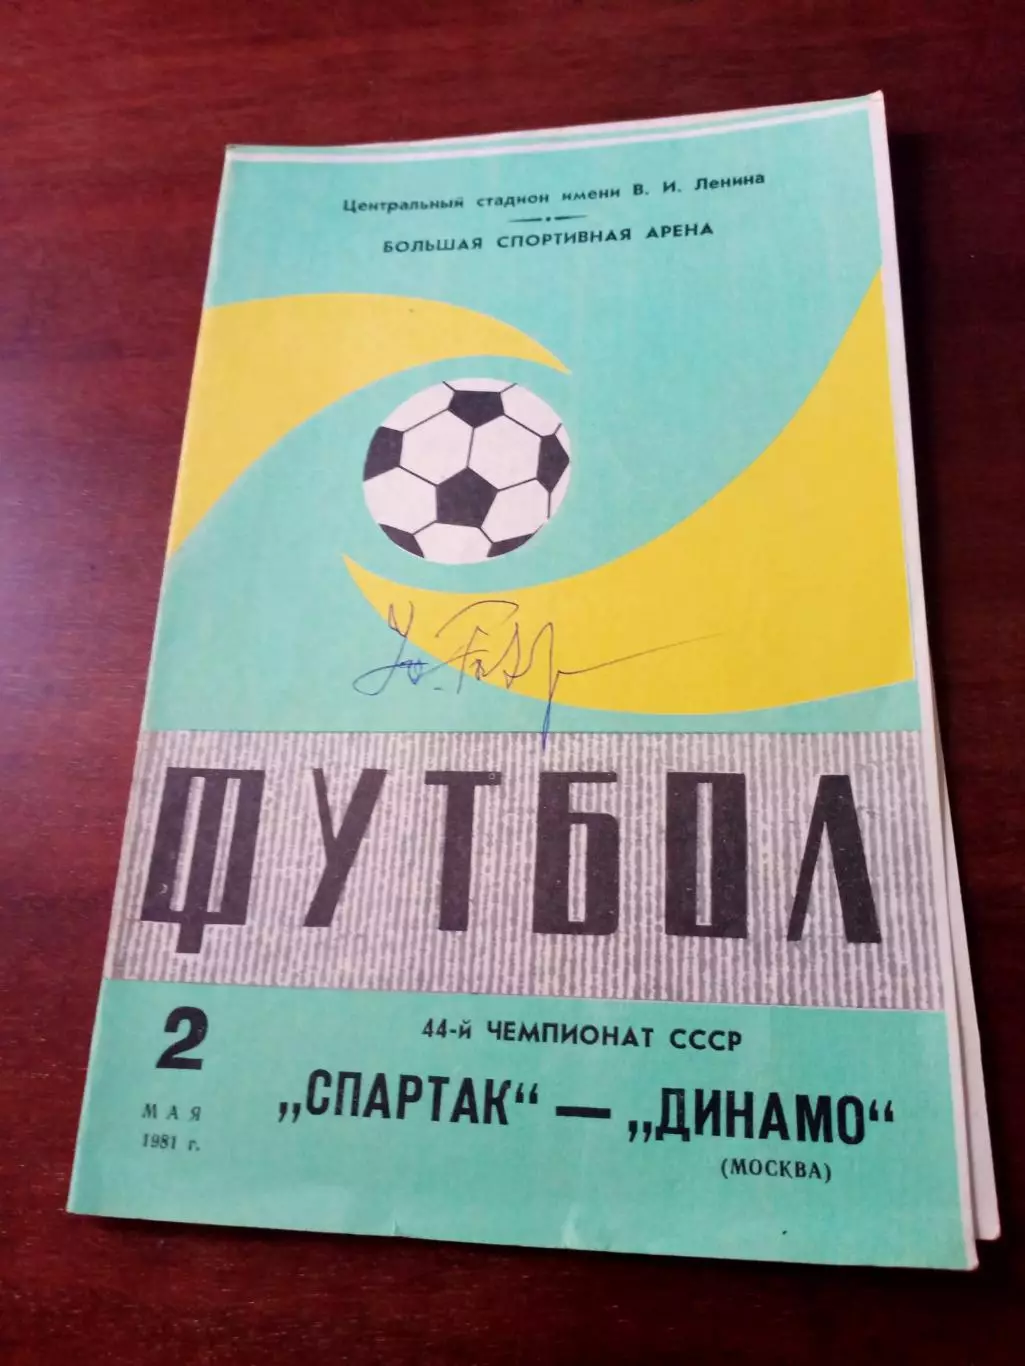 Центральный стадион имени В. И. Ленина
БОЛЬШАЯ СПОРТИВНАЯ АРЕНА
ФУТБОЛ
2
МАЯ
1981 г.
44-й ЧЕМПИОНАТ СССР
„СПАРТАК“ — „ДИНАМО“
(МОСКВА)